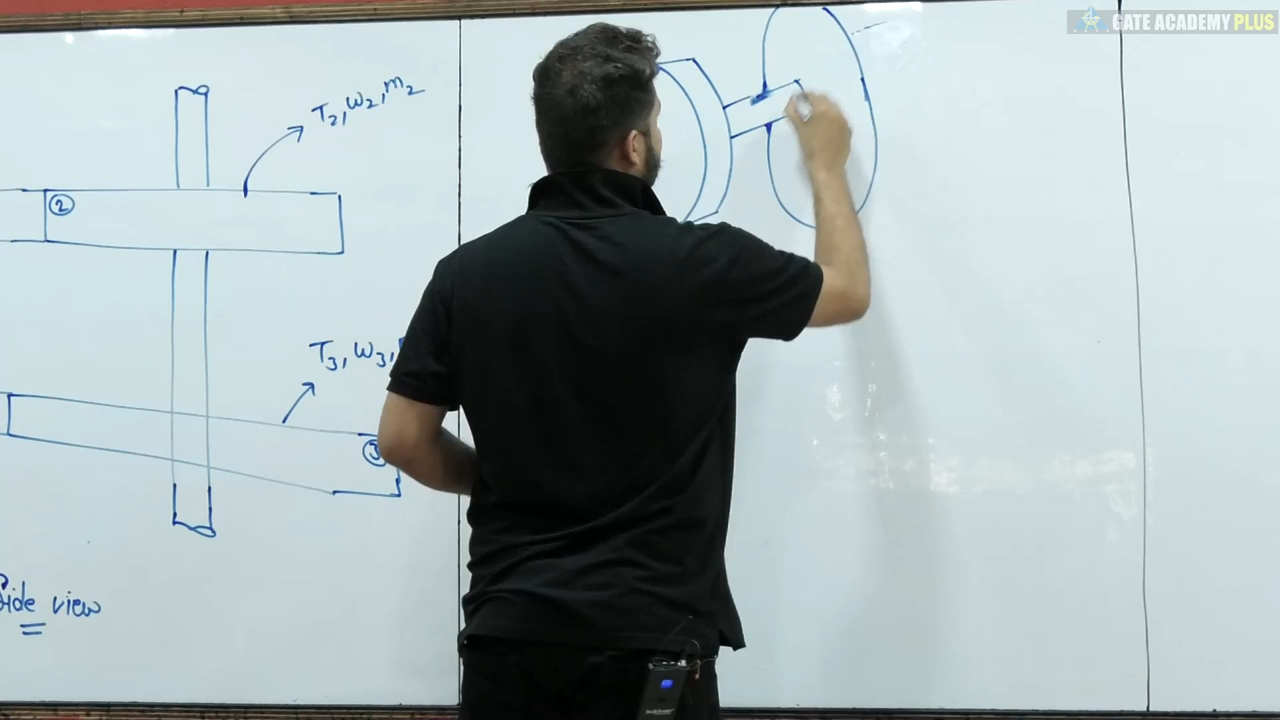 GATE ACADEMY PLUS
T2, ω2, m2
②
T3, ω3,
③
Side view